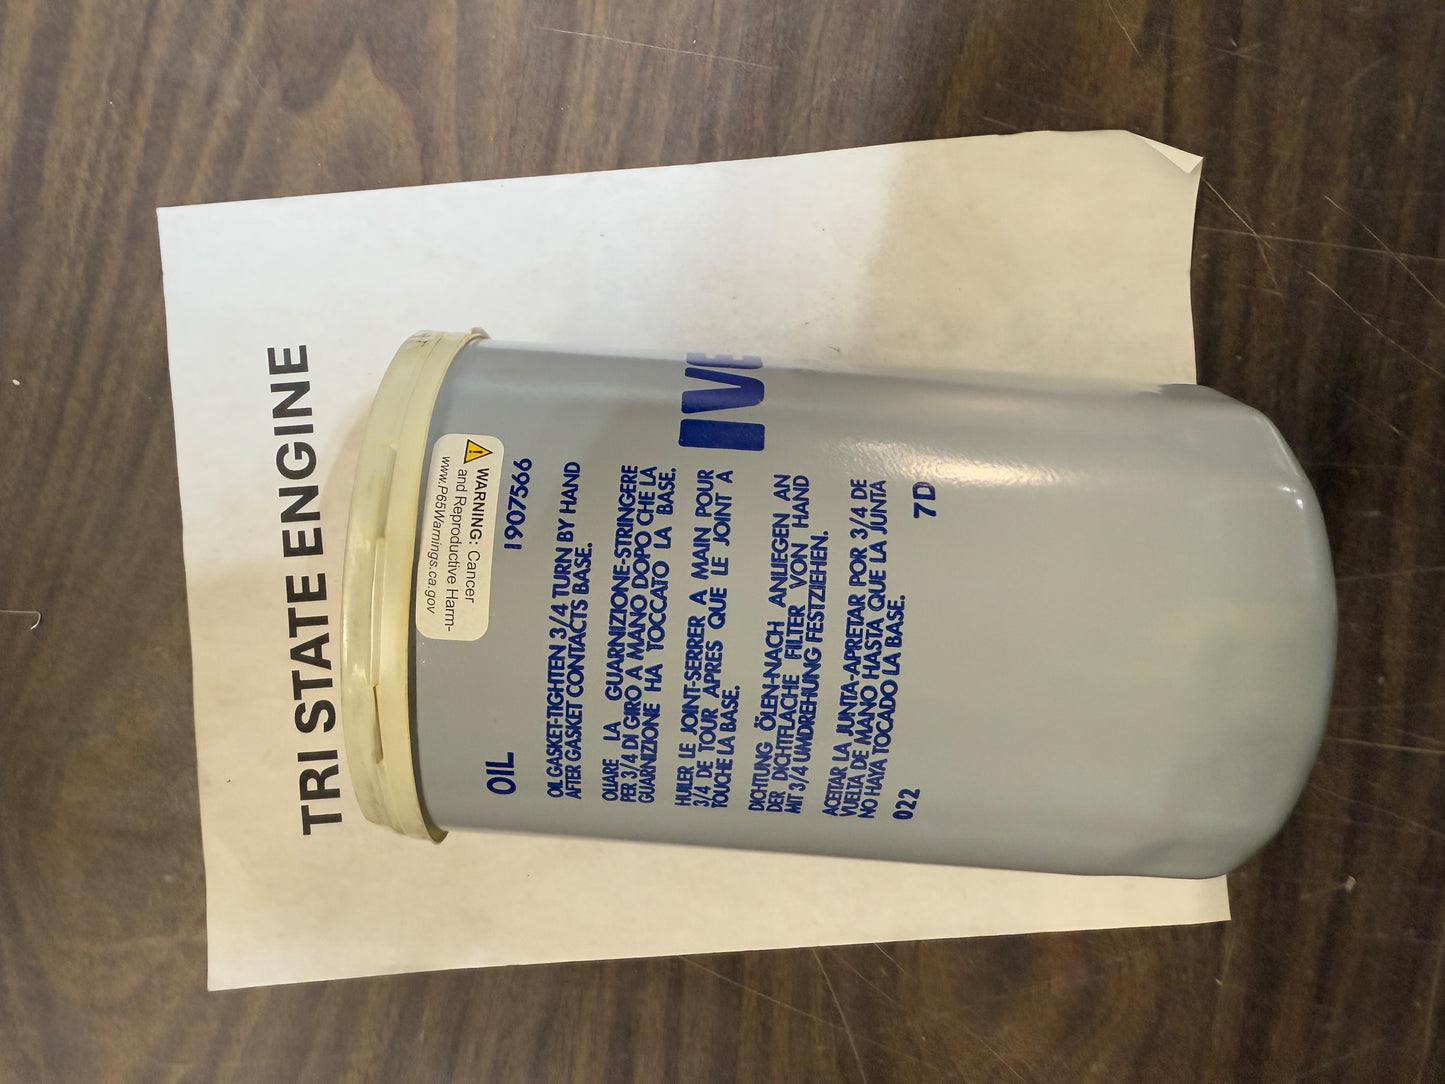 TRI STATE ENGINE
WARNING: Cancer
and Reproductive Harm-
www.P65Warnings.ca.gov
OIL 1907566
OIL GASKET-TIGHTEN 3/4 TURN BY HAND
AFTER GASKET CONTACTS BASE.
OLIARE LA GUARNIZIONE-STRINGERE
PER 3/4 DI GIRO A MANO DOPO CHE LA
GUARNIZIONE HA TOCCATO LA BASE.
HUILER LE JOINT-SERRER A MAIN POUR
3/4 DE TOUR APRES QUE LE JOINT A
TOUCHE LA BASE.
DICHTUNG ÖLEN-NACH ANLIEGEN AN
DER DICHTFLACHE FILTER VON HAND
MIT 3/4 UMDREHUNG FESTZIEHEN.
ACEITAR LA JUNTA-APRETAR POR 3/4 DE
VUELTA DE MANO HASTA QUE LA JUNTA
NO HAYA TOCADO LA BASE.
022 7D
IVE